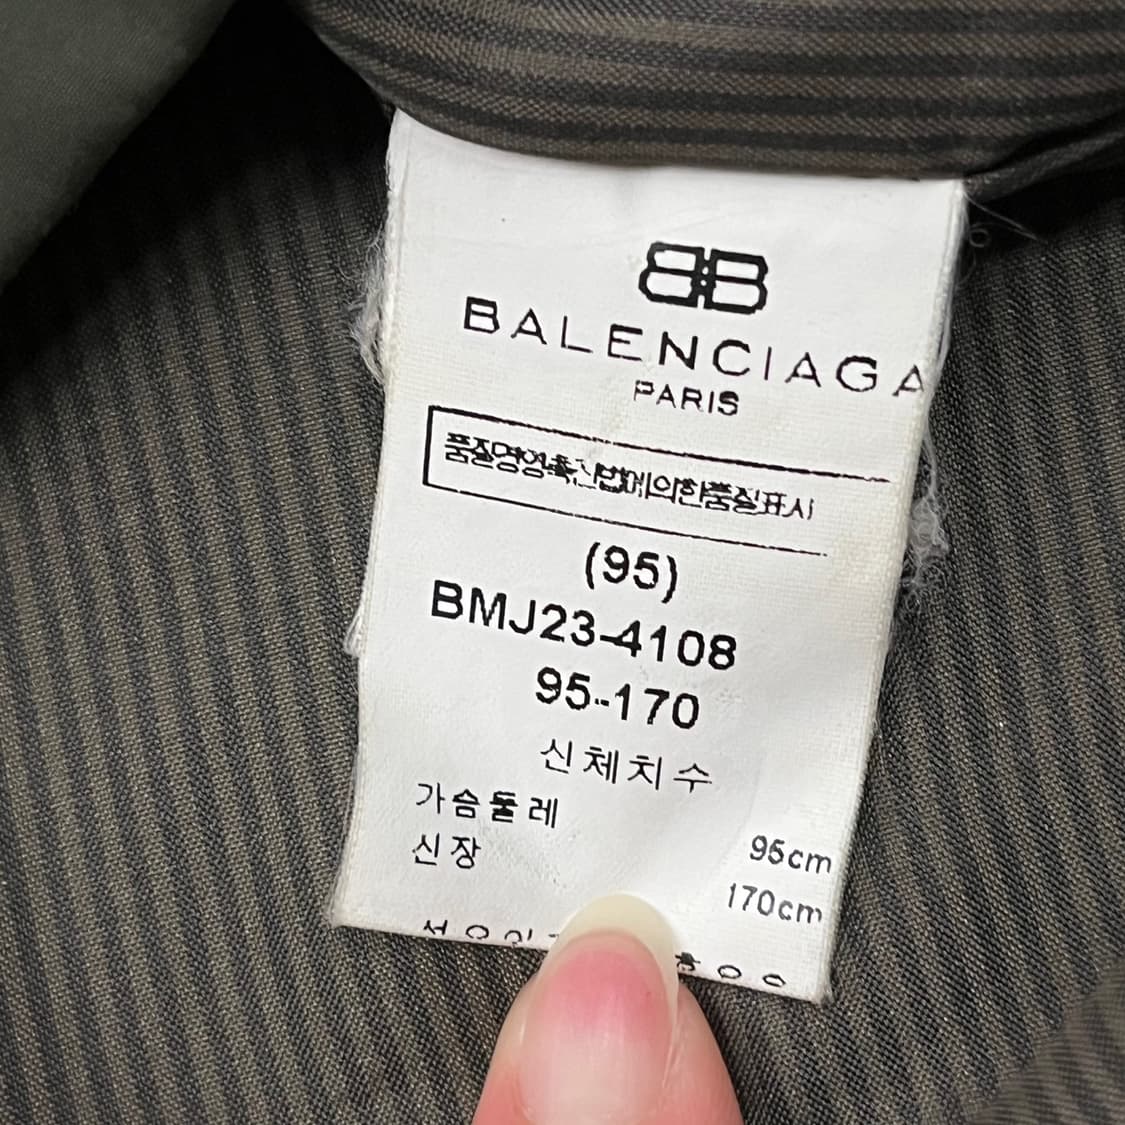 BB
BALENCIAGA
PARIS
품질경영촉진법에의한품질표시
(95)
BMJ23-4108
95-170
신체치수
가슴둘레 95cm
신장 170cm